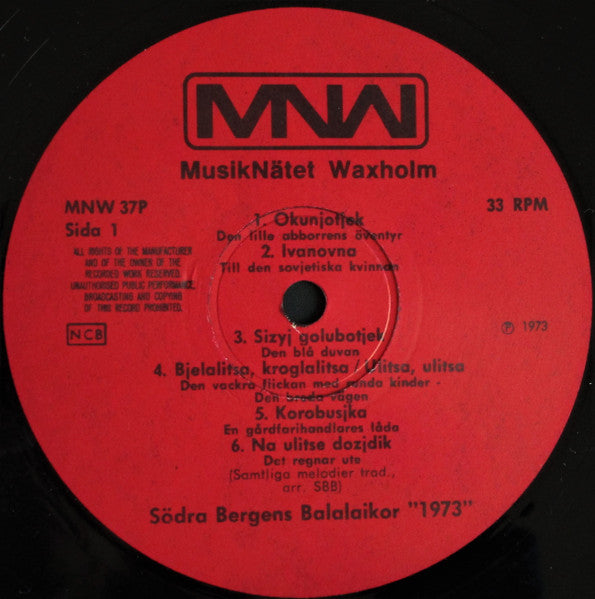 MNW
MusikNätet Waxholm
MNW 37P
Sida 1
33 RPM
ALL RIGHTS OF THE MANUFACTURER
AND OF THE OWNER OF THE
RECORDED WORK RESERVED.
UNAUTHORISED PUBLIC PERFORMANCE,
BROADCASTING AND COPYING
OF THIS RECORD PROHIBITED.
NCB
℗ 1973
1. Okunjotjek
Den lille abborrens äventyr
2. Ivanovna
Till den sovjetiska kvinnan
3. Sizyj golubotjek
Den blå duvan
4. Bjelalitsa, kroglalitsa / Ulitsa, ulitsa
Den vackra flickan med runda kinder -
Den breda vägen
5. Korobusjka
En gårdfarihandlares låda
6. Na ulitse dozjdik
Det regnar ute
(Samtliga melodier trad.,
arr. SBB)
Södra Bergens Balalaikor "1973"